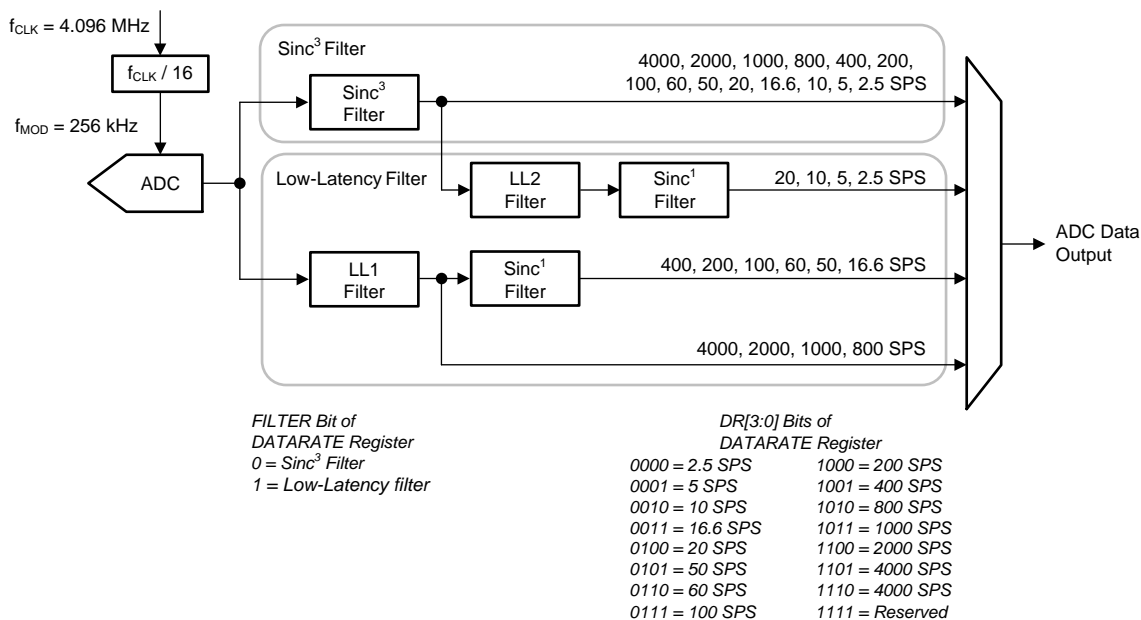 f_CLK = 4.096 MHz
f_CLK / 16
f_MOD = 256 kHz
ADC
Sinc³ Filter
Sinc³
Filter
4000, 2000, 1000, 800, 400, 200,
100, 60, 50, 20, 16.6, 10, 5, 2.5 SPS
Low-Latency Filter
LL2
Filter
Sinc¹
Filter
20, 10, 5, 2.5 SPS
LL1
Filter
Sinc¹
Filter
400, 200, 100, 60, 50, 16.6 SPS
4000, 2000, 1000, 800 SPS
ADC Data
Output
FILTER Bit of
DATARATE Register
0 = Sinc³ Filter
1 = Low-Latency filter
DR[3:0] Bits of
DATARATE Register
0000 = 2.5 SPS
0001 = 5 SPS
0010 = 10 SPS
0011 = 16.6 SPS
0100 = 20 SPS
0101 = 50 SPS
0110 = 60 SPS
0111 = 100 SPS
1000 = 200 SPS
1001 = 400 SPS
1010 = 800 SPS
1011 = 1000 SPS
1100 = 2000 SPS
1101 = 4000 SPS
1110 = 4000 SPS
1111 = Reserved